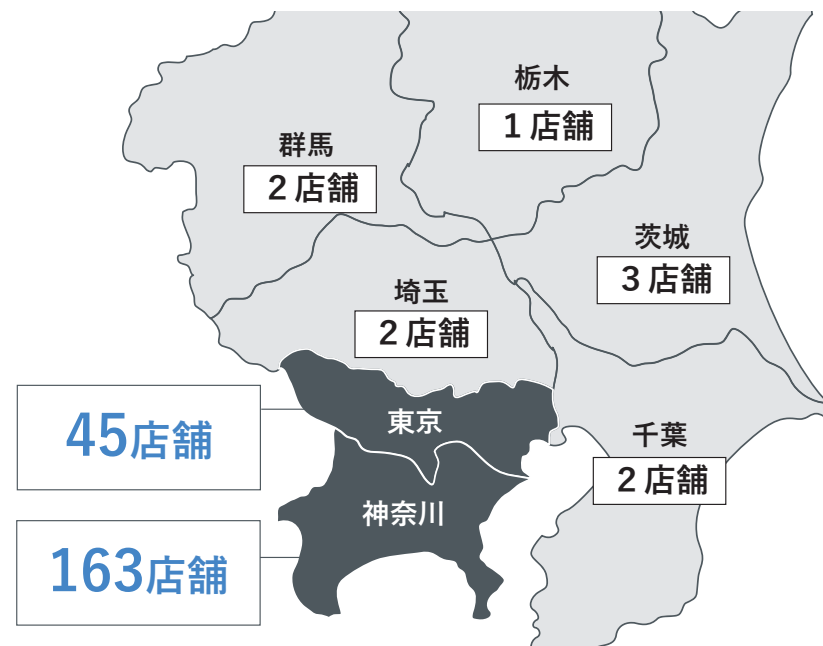 栃木
1 店舗
群馬
2 店舗
茨城
3 店舗
埼玉
2 店舗
45店舗
東京
千葉
2 店舗
神奈川
163店舗